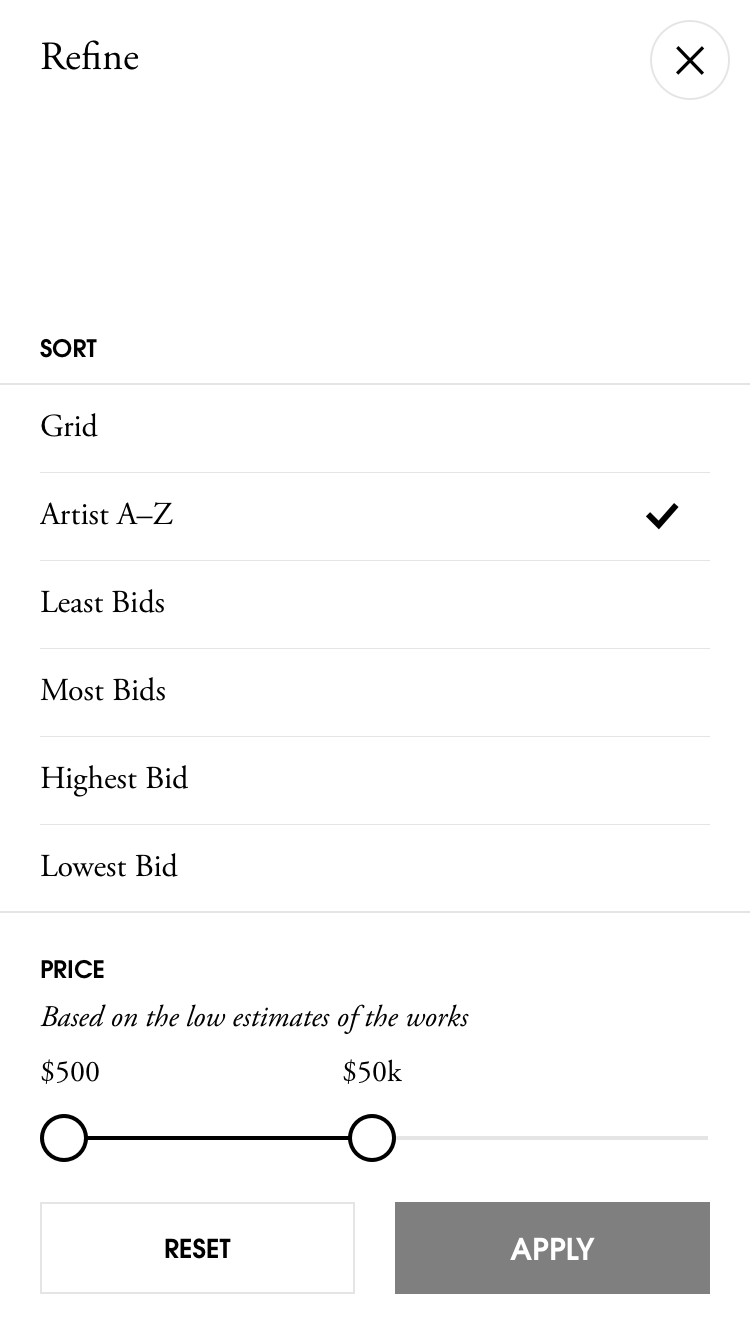 Refine
SORT
Grid
Artist A–Z
Least Bids
Most Bids
Highest Bid
Lowest Bid
PRICE
Based on the low estimates of the works
$500 $50k
RESET APPLY